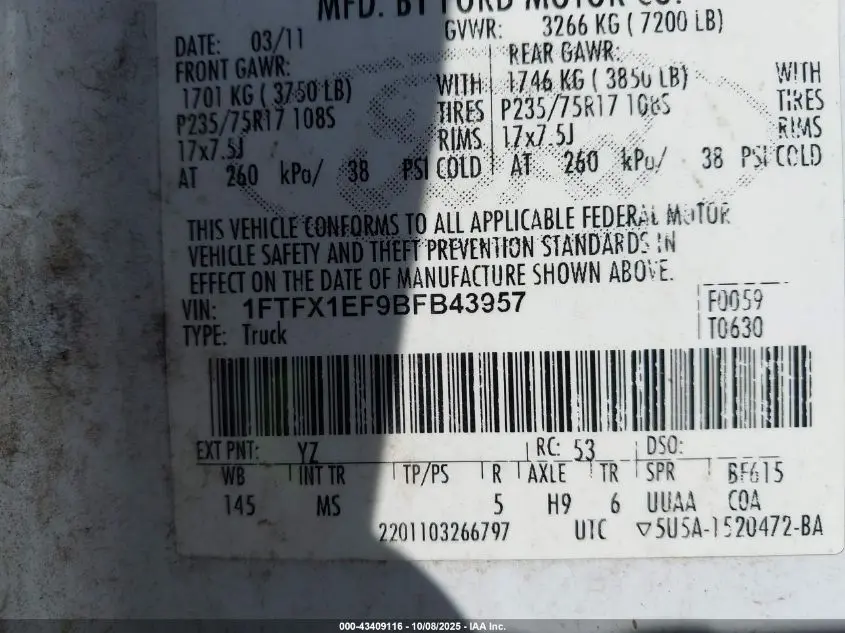 MFD. BY FORD MOTOR CO.
DATE: 03/11 GVWR: 3266 KG ( 7200 LB)
FRONT GAWR: REAR GAWR:
1701 KG ( 3750 LB) WITH 1746 KG ( 3850 LB) WITH
P235/75R17 108S TIRES P235/75R17 108S TIRES
17x7.5J RIMS 17x7.5J RIMS
AT 260 kPa/ 38 PSI COLD AT 260 kPa/ 38 PSI COLD
THIS VEHICLE CONFORMS TO ALL APPLICABLE FEDERAL MOTOR
VEHICLE SAFETY AND THEFT PREVENTION STANDARDS IN
EFFECT ON THE DATE OF MANUFACTURE SHOWN ABOVE.
VIN: 1FTFX1EF9BFB43957 F0059
TYPE: Truck T0630
EXT PNT: YZ RC: 53 DSO:
WB INT TR TP/PS R AXLE TR SPR BF615
145 MS 5 H9 6 UUAA COA
2201103266797 UTC ▽5U5A-1520472-BA
000-43409116 - 10/08/2025 - IAA Inc.